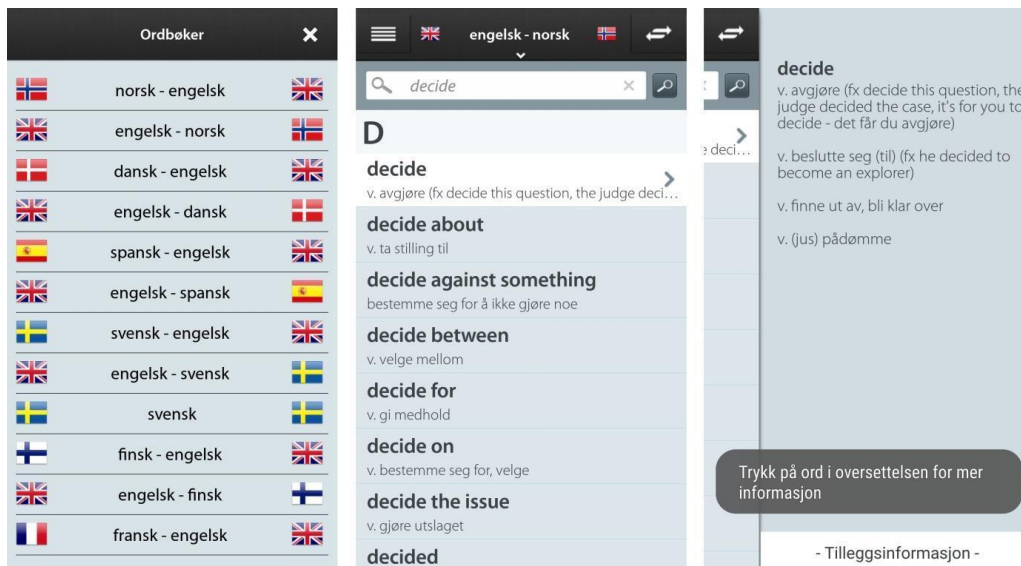 Ordbøker
norsk - engelsk
engelsk - norsk
dansk - engelsk
engelsk - dansk
spansk - engelsk
engelsk - spansk
svensk - engelsk
engelsk - svensk
svensk
finsk - engelsk
engelsk - finsk
fransk - engelsk
engelsk - norsk
decide
D
decide
v. avgjøre (fx decide this question, the judge deci...
decide about
v. ta stilling til
decide against something
bestemme seg for å ikke gjøre noe
decide between
v. velge mellom
decide for
v. gi medhold
decide on
v. bestemme seg for, velge
decide the issue
v. gjøre utslaget
decided
e deci...
decide
v. avgjøre (fx decide this question, the
judge decided the case, it's for you to
decide - det får du avgjøre)
v. beslutte seg (til) (fx he decided to
become an explorer)
v. finne ut av, bli klar over
v. (jus) pådømme
Trykk på ord i oversettelsen for mer
informasjon
- Tilleggsinformasjon -